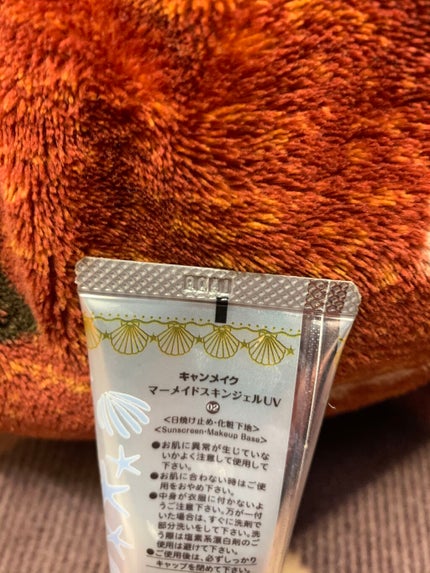 キャンメイク
マーメイドスキンジェルUV
02
<日焼け止め・化粧下地>
<Sunscreen・Makeup Base>
●お肌に異常が生じていな
いかよく注意して使用して
下さい。
●お肌に合わない時はご使
用をおやめ下さい。
●中身が衣服に付かないよ
うご注意下さい。万が一付
いた場合は、すぐに洗剤で
部分洗いをして下さい。洗
う際は塩素系漂白剤のご
使用は避けて下さい。
●ご使用後は、必ずしっかり
キャップを閉めて下さい。